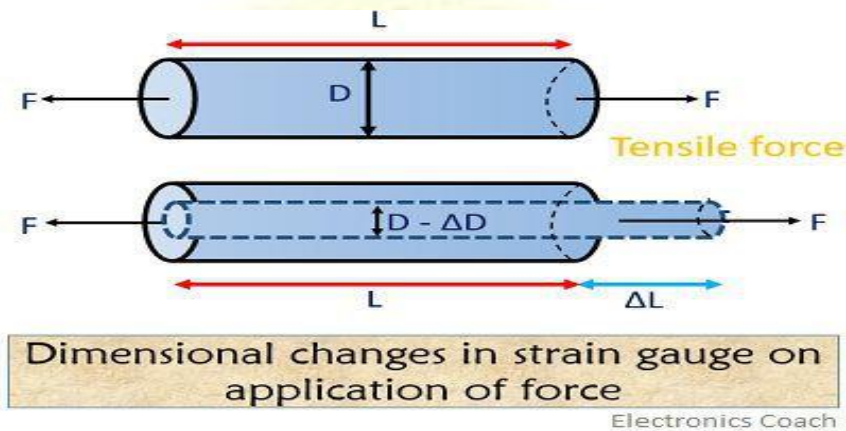 L
F
D
F
Tensile force
F
D - ΔD
F
L
ΔL
Dimensional changes in strain gauge on
application of force
Electronics Coach